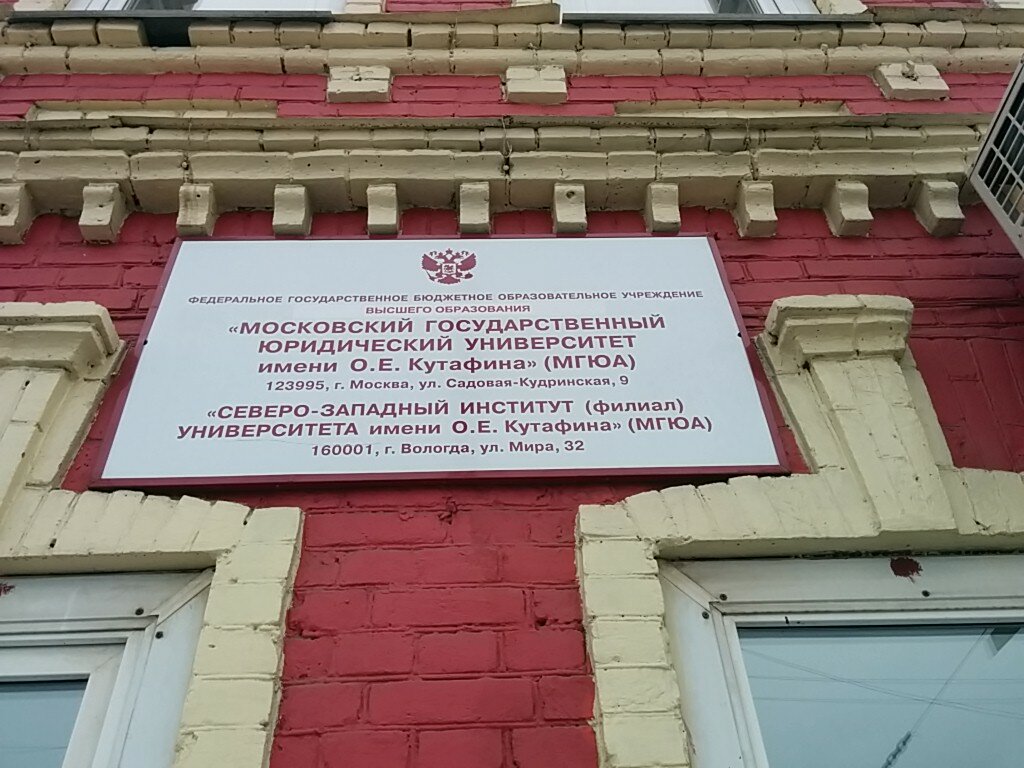 ФЕДЕРАЛЬНОЕ ГОСУДАРСТВЕННОЕ БЮДЖЕТНОЕ ОБРАЗОВАТЕЛЬНОЕ УЧРЕЖДЕНИЕ
ВЫСШЕГО ОБРАЗОВАНИЯ
«МОСКОВСКИЙ ГОСУДАРСТВЕННЫЙ
ЮРИДИЧЕСКИЙ УНИВЕРСИТЕТ
имени О.Е. Кутафина» (МГЮА)
123995, г. Москва, ул. Садовая-Кудринская, 9
«СЕВЕРО-ЗАПАДНЫЙ ИНСТИТУТ (филиал)
УНИВЕРСИТЕТА имени О.Е. Кутафина» (МГЮА)
160001, г. Вологда, ул. Мира, 32